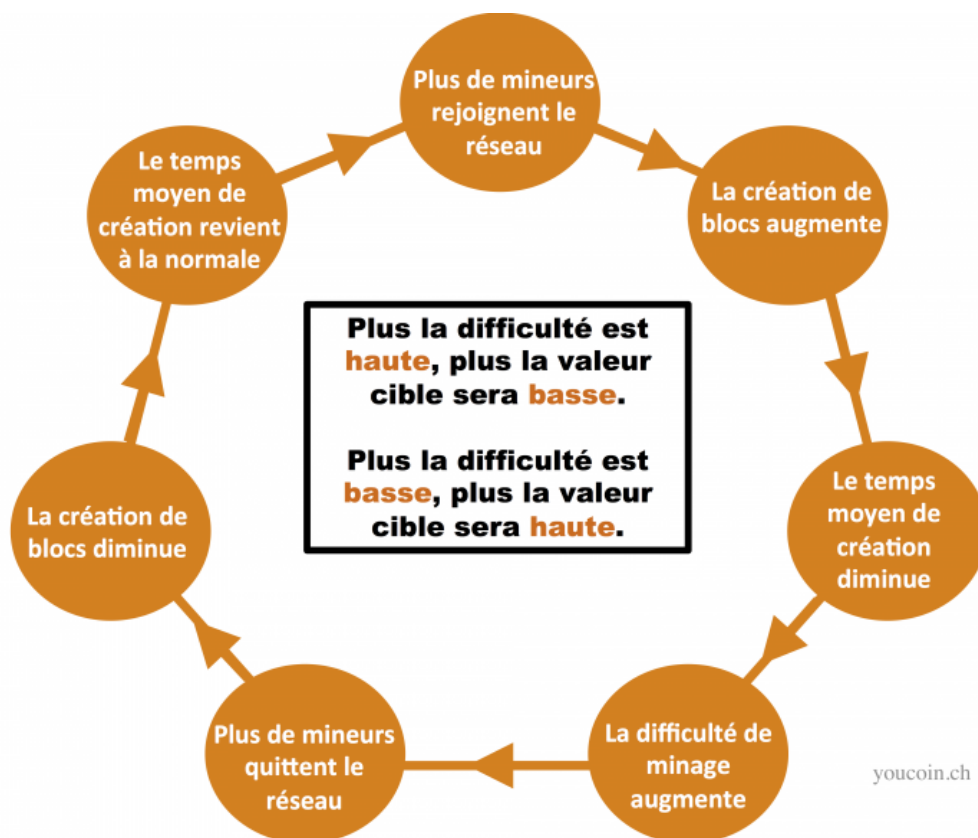 Plus de mineurs
rejoignent le
réseau
La création de
blocs augmente
Le temps
moyen de
création
diminue
La difficulté de
minage
augmente
Plus de mineurs
quittent le
réseau
La création de
blocs diminue
Le temps
moyen de
création revient
à la normale
Plus la difficulté est
haute, plus la valeur
cible sera basse.
Plus la difficulté est
basse, plus la valeur
cible sera haute.
youcoin.ch